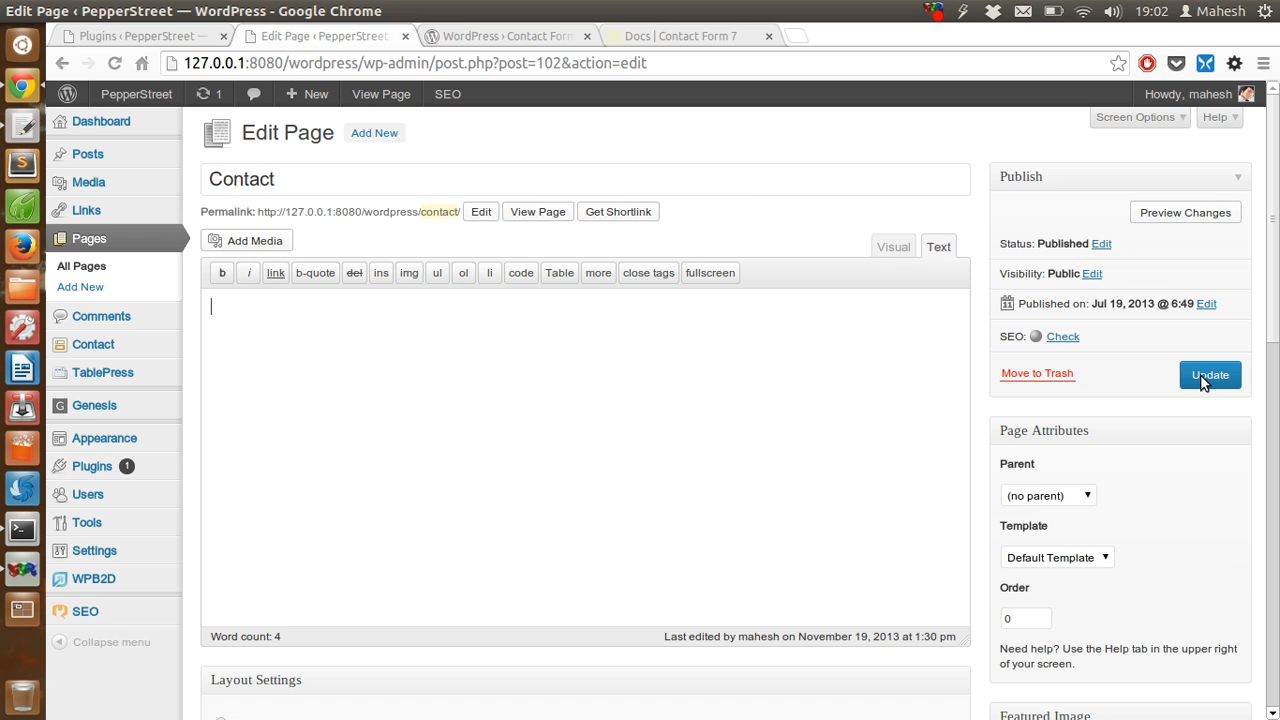 Edit Page ‹ PepperStreet — WordPress - Google Chrome
19:02 Mahesh
Plugins ‹ PepperStreet — ×
Edit Page ‹ PepperStreet ×
WordPress › Contact Form ×
Docs | Contact Form 7 ×
127.0.0.1:8080/wordpress/wp-admin/post.php?post=102&action=edit
PepperStreet 1 + New View Page SEO Howdy, mahesh
Dashboard
Posts
Media
Links
Pages
All Pages
Add New
Comments
Contact
TablePress
Genesis
Appearance
Plugins 1
Users
Tools
Settings
WPB2D
SEO
Collapse menu
Screen Options Help
Edit Page Add New
Contact
Permalink: http://127.0.0.1:8080/wordpress/contact/ Edit View Page Get Shortlink
Add Media Visual Text
b i link b-quote del ins img ul ol li code Table more close tags fullscreen
Word count: 4 Last edited by mahesh on November 19, 2013 at 1:30 pm
Layout Settings
Publish
Preview Changes
Status: Published Edit
Visibility: Public Edit
11 Published on: Jul 19, 2013 @ 6:49 Edit
SEO: Check
Move to Trash Update
Page Attributes
Parent
(no parent)
Template
Default Template
Order
0
Need help? Use the Help tab in the upper right
of your screen.
Featured Image